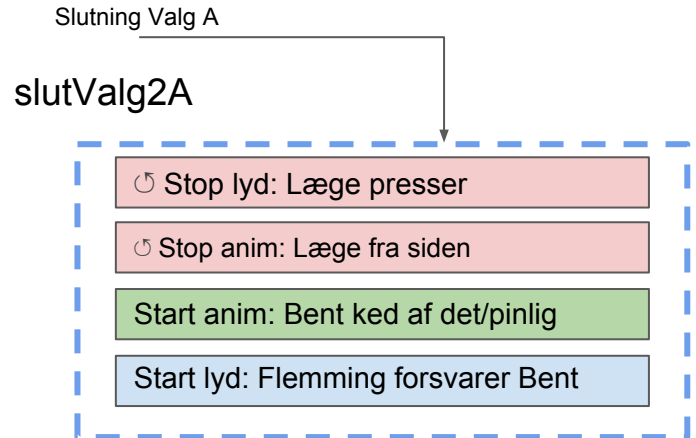 Slutning Valg A
slutValg2A
↺ Stop lyd: Læge presser
↺ Stop anim: Læge fra siden
Start anim: Bent ked af det/pinlig
Start lyd: Flemming forsvarer Bent